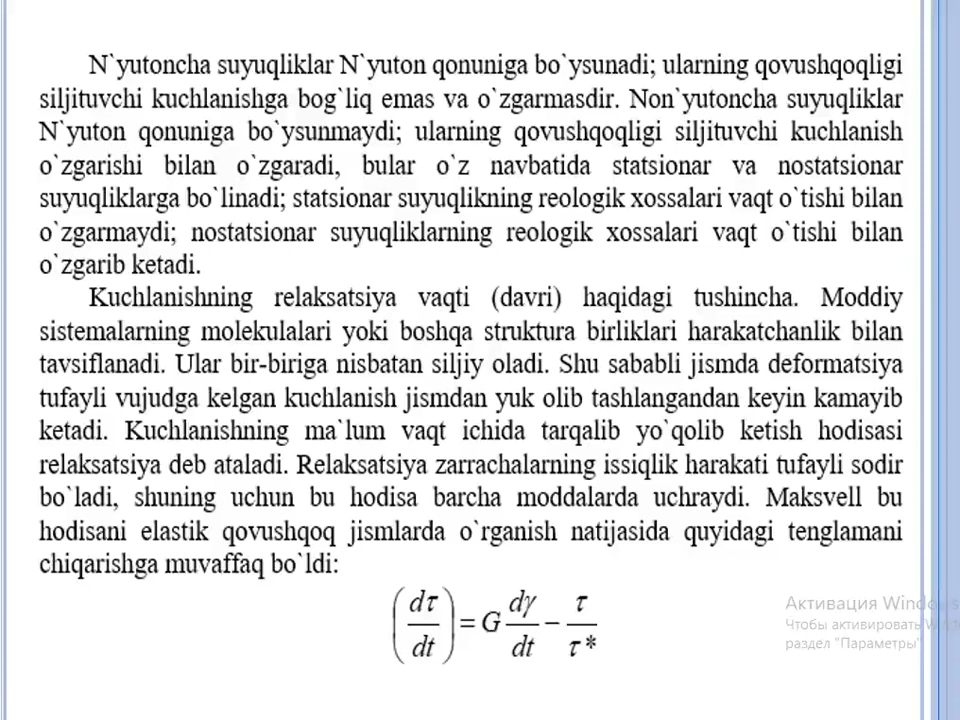 N`yutoncha suyuqliklar N`yuton qonuniga bo`ysunadi; ularning qovushqoqligi
siljituvchi kuchlanishga bog`liq emas va o`zgarmasdir. Non`yutoncha suyuqliklar
N`yuton qonuniga bo`ysunmaydi; ularning qovushqoqligi siljituvchi kuchlanish
o`zgarishi bilan o`zgaradi, bular o`z navbatida statsionar va nostatsionar
suyuqliklarga bo`linadi; statsionar suyuqlikning reologik xossalari vaqt o`tishi bilan
o`zgarmaydi; nostatsionar suyuqliklarning reologik xossalari vaqt o`tishi bilan
o`zgarib ketadi.
Kuchlanishning relaksatsiya vaqti (davri) haqidagi tushincha. Moddiy
sistemalarning molekulalari yoki boshqa struktura birliklari harakatchanlik bilan
tavsiflanadi. Ular bir-biriga nisbatan siljiy oladi. Shu sababli jismda deformatsiya
tufayli vujudga kelgan kuchlanish jismdan yuk olib tashlangandan keyin kamayib
ketadi. Kuchlanishning ma`lum vaqt ichida tarqalib yo`qolib ketish hodisasi
relaksatsiya deb ataladi. Relaksatsiya zarrachalarning issiqlik harakati tufayli sodir
bo`ladi, shuning uchun bu hodisa barcha moddalarda uchraydi. Maksvell bu
hodisani elastik qovushqoq jismlarda o`rganish natijasida quyidagi tenglamani
chiqarishga muvaffaq bo`ldi:
(dτ/dt) = G dγ/dt − τ/τ*
Активация Windows
Чтобы активировать
раздел "Параметры"